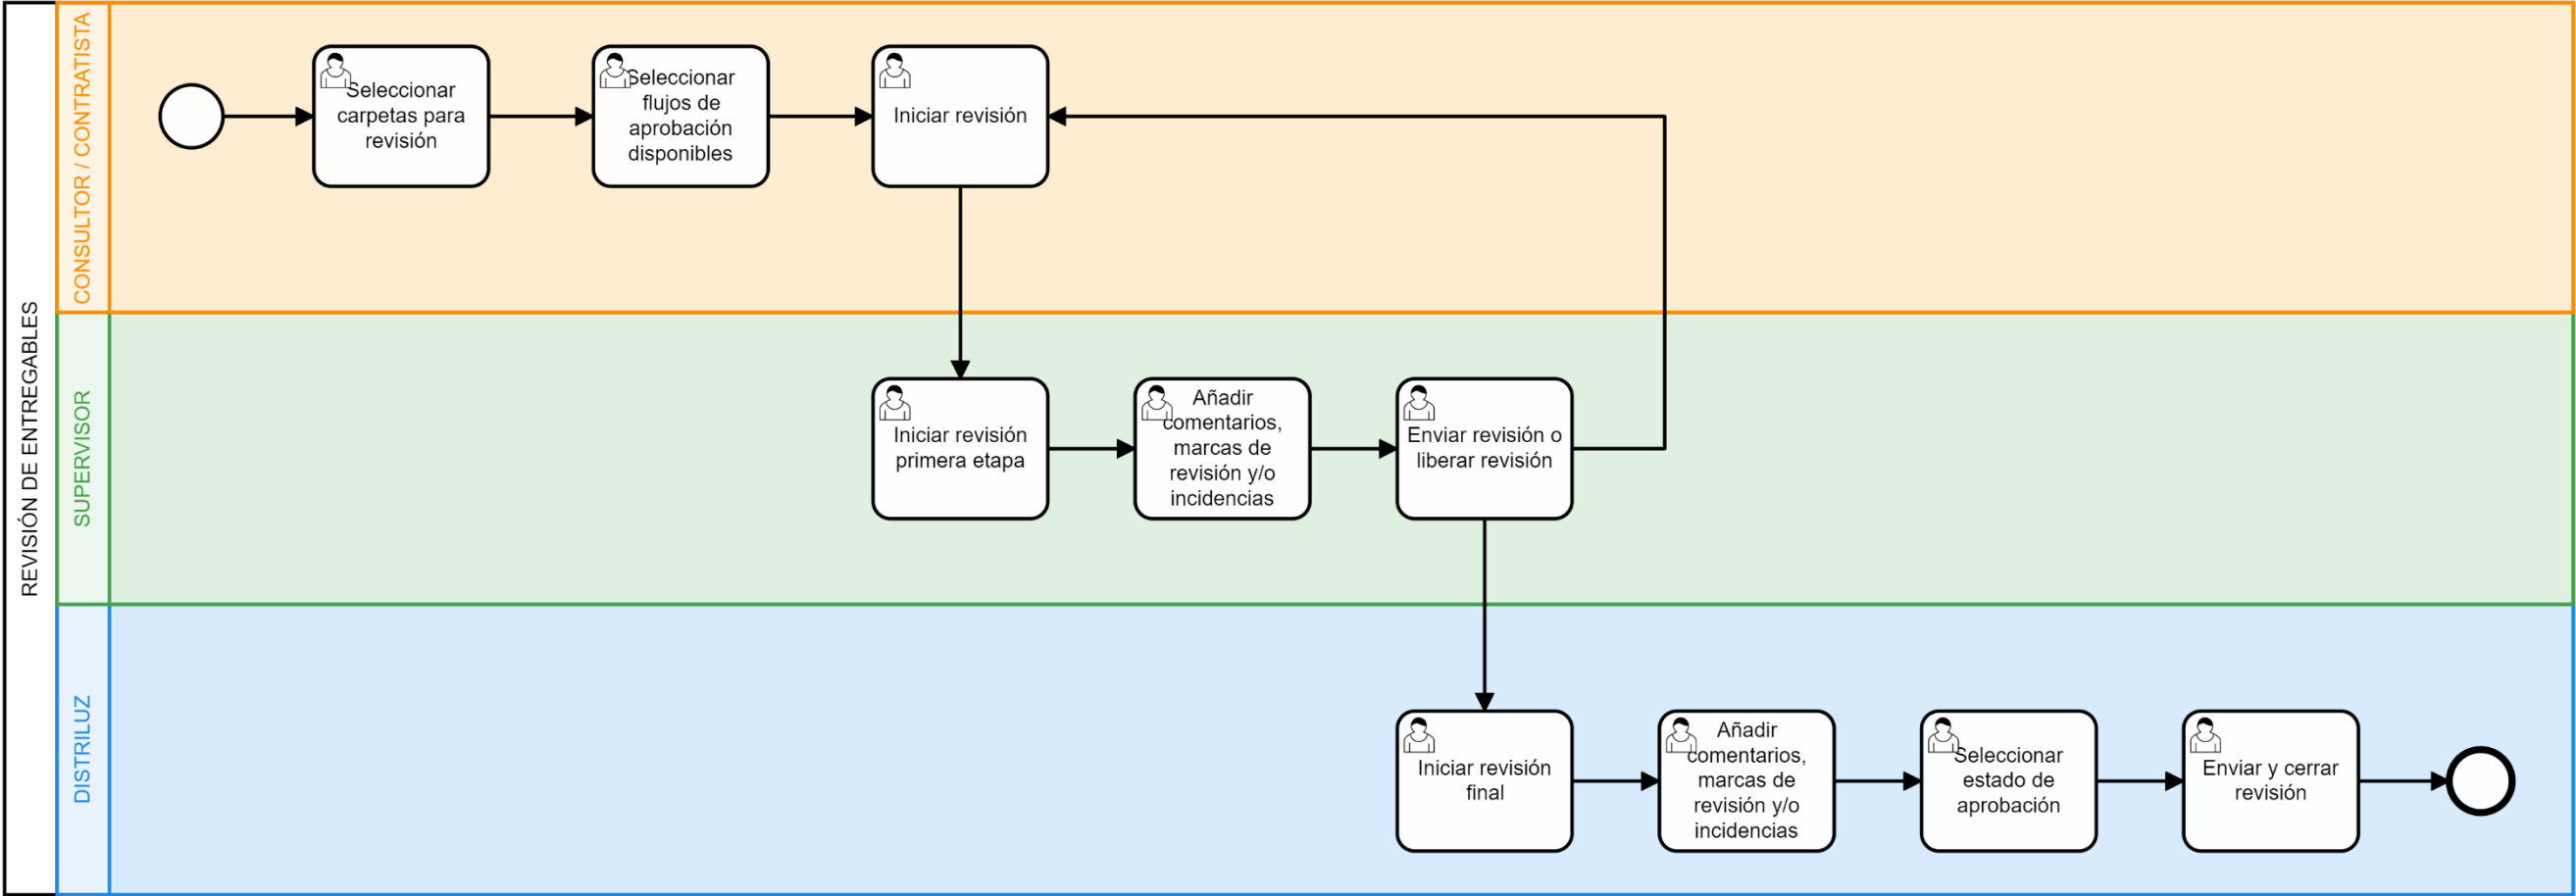 REVISIÓN DE ENTREGABLES
CONSULTOR / CONTRATISTA
Seleccionar
carpetas para
revisión
Seleccionar
flujos de
aprobación
disponibles
Iniciar revisión
SUPERVISOR
Iniciar revisión
primera etapa
Añadir
comentarios,
marcas de
revisión y/o
incidencias
Enviar revisión o
liberar revisión
DISTRILUZ
Iniciar revisión
final
Añadir
comentarios,
marcas de
revisión y/o
incidencias
Seleccionar
estado de
aprobación
Enviar y cerrar
revisión